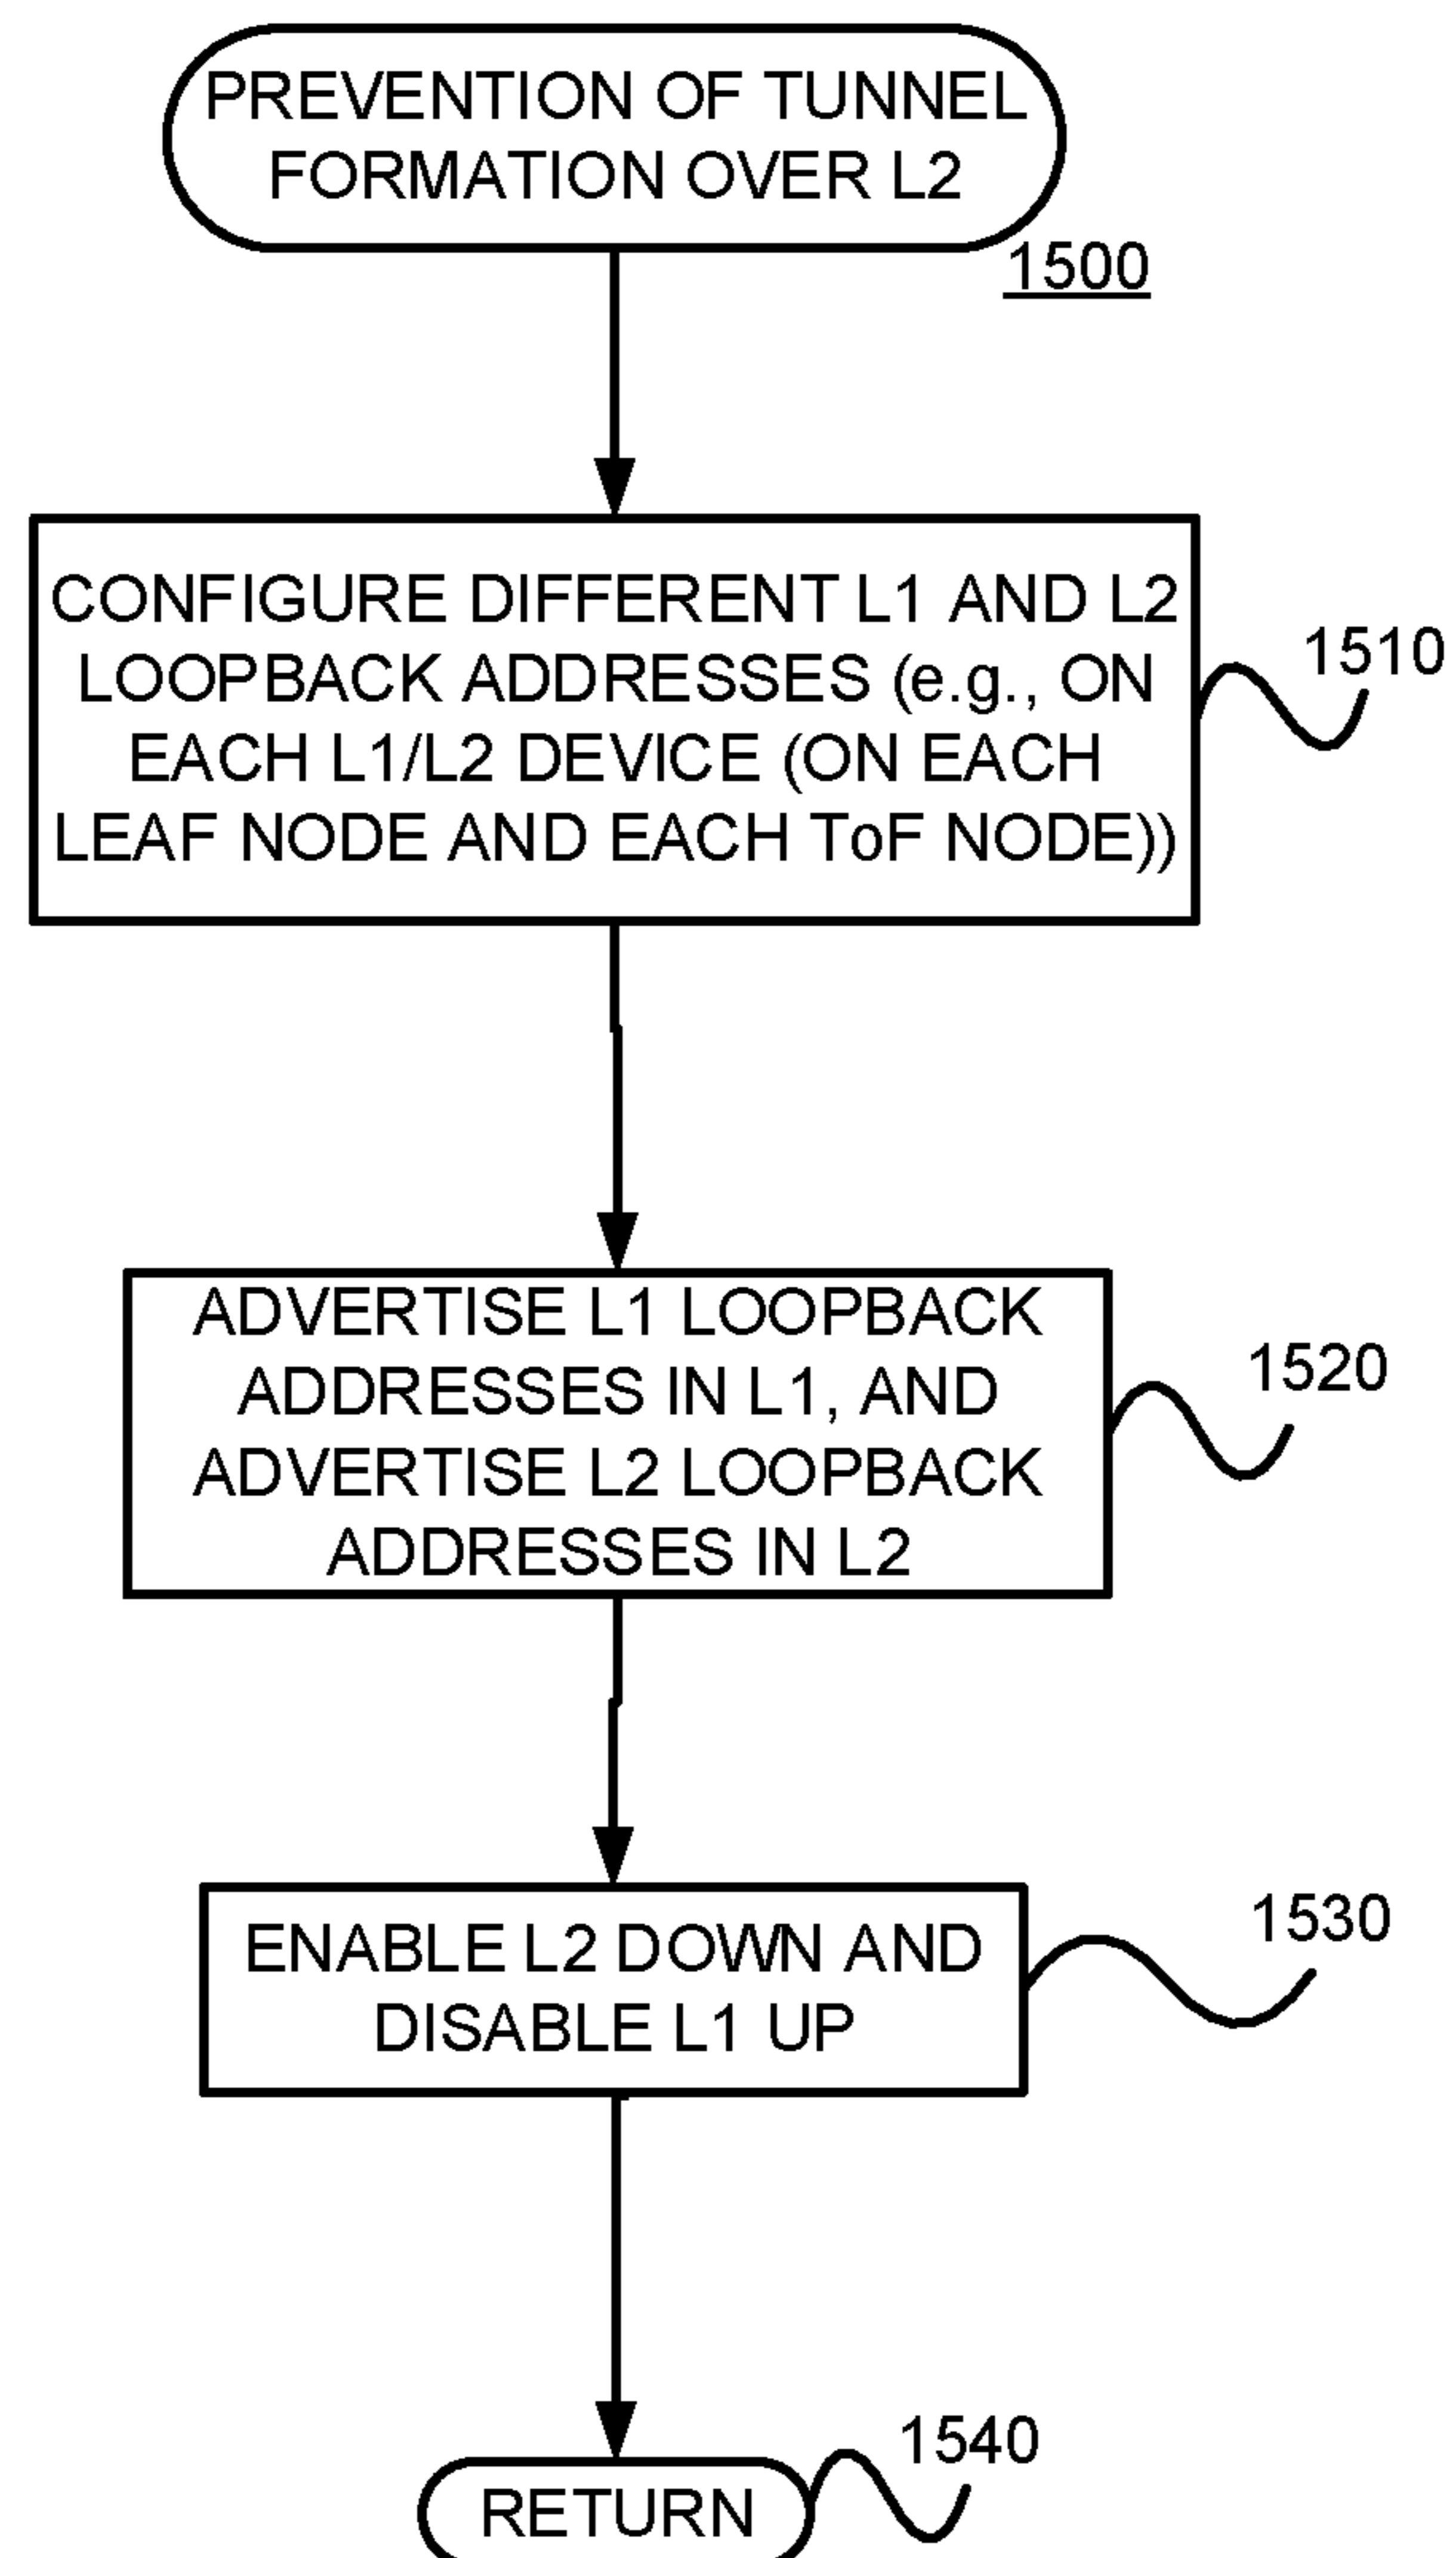 PREVENTION OF TUNNEL
FORMATION OVER L2
1500
CONFIGURE DIFFERENT L1 AND L2
LOOPBACK ADDRESSES (e.g., ON
EACH L1/L2 DEVICE (ON EACH
LEAF NODE AND EACH ToF NODE))
1510
ADVERTISE L1 LOOPBACK
ADDRESSES IN L1, AND
ADVERTISE L2 LOOPBACK
ADDRESSES IN L2
1520
ENABLE L2 DOWN AND
DISABLE L1 UP
1530
RETURN
1540